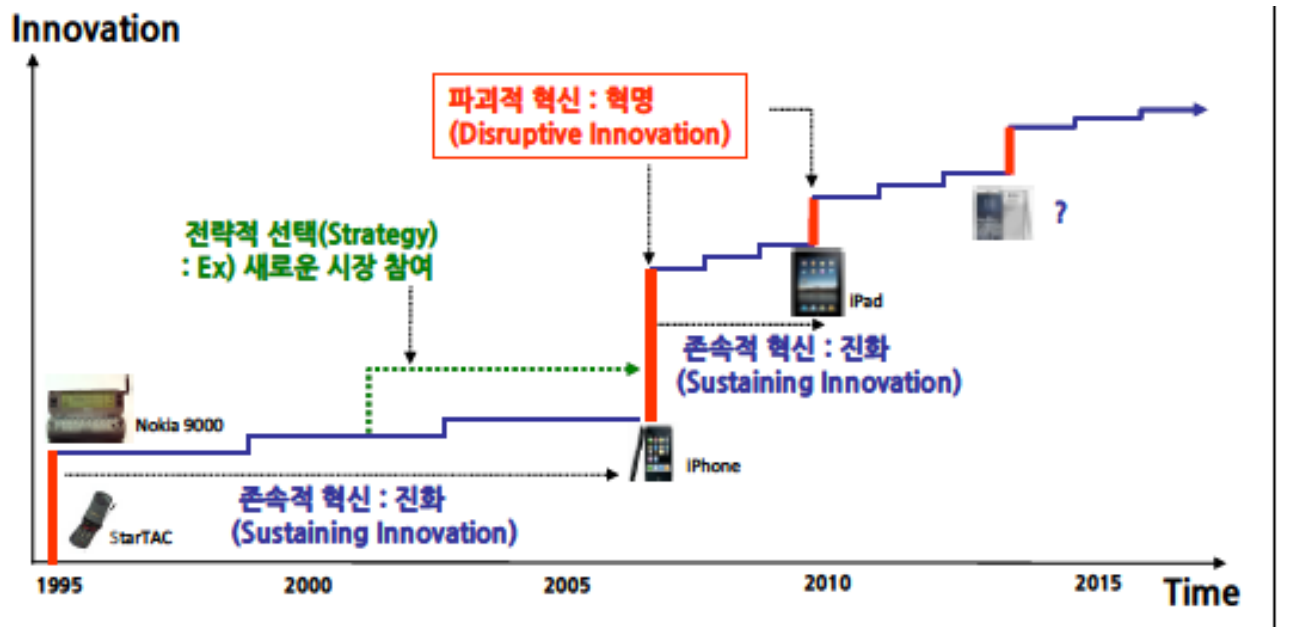 Innovation
파괴적 혁신 : 혁명
(Disruptive Innovation)
전략적 선택(Strategy)
: Ex) 새로운 시장 참여
?
iPad
존속적 혁신 : 진화
(Sustaining Innovation)
Nokia 9000
iPhone
존속적 혁신 : 진화
(Sustaining Innovation)
StarTAC
1995
2000
2005
2010
2015
Time